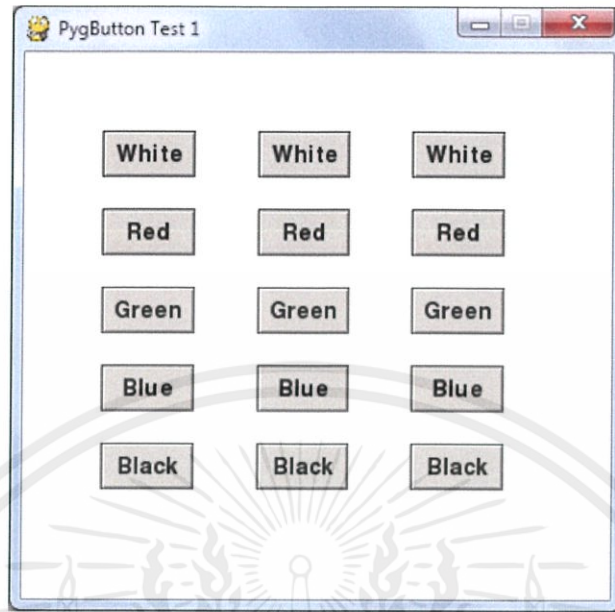 PygButton Test 1
White White White
Red Red Red
Green Green Green
Blue Blue Blue
Black Black Black